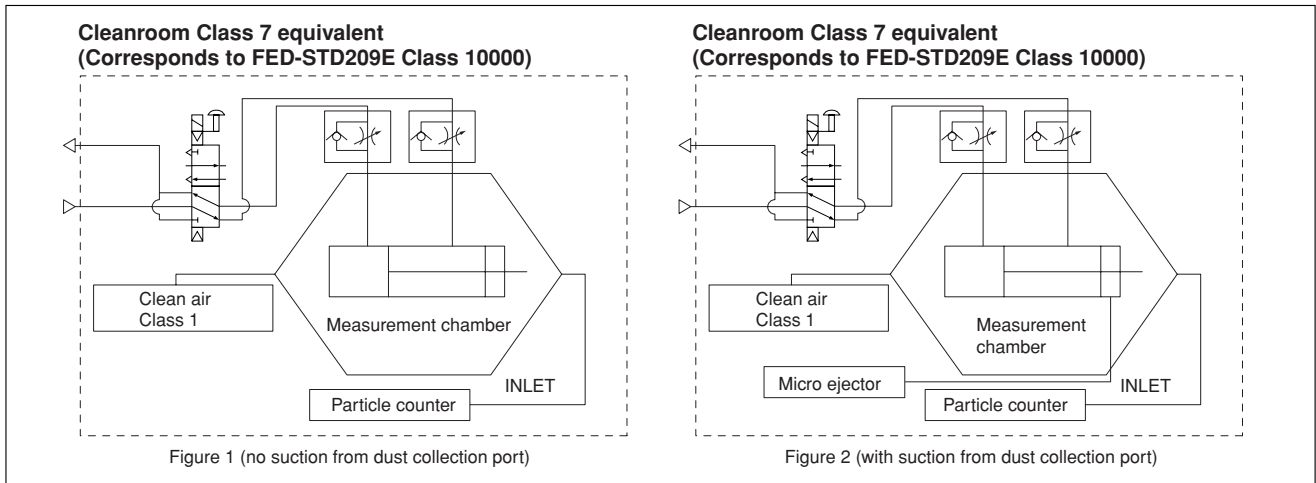 Cleanroom Class 7 equivalent
(Corresponds to FED-STD209E Class 10000)
Clean air
Class 1
Measurement chamber
INLET
Particle counter
Figure 1 (no suction from dust collection port)
Cleanroom Class 7 equivalent
(Corresponds to FED-STD209E Class 10000)
Clean air
Class 1
Measurement
chamber
Micro ejector
INLET
Particle counter
Figure 2 (with suction from dust collection port)